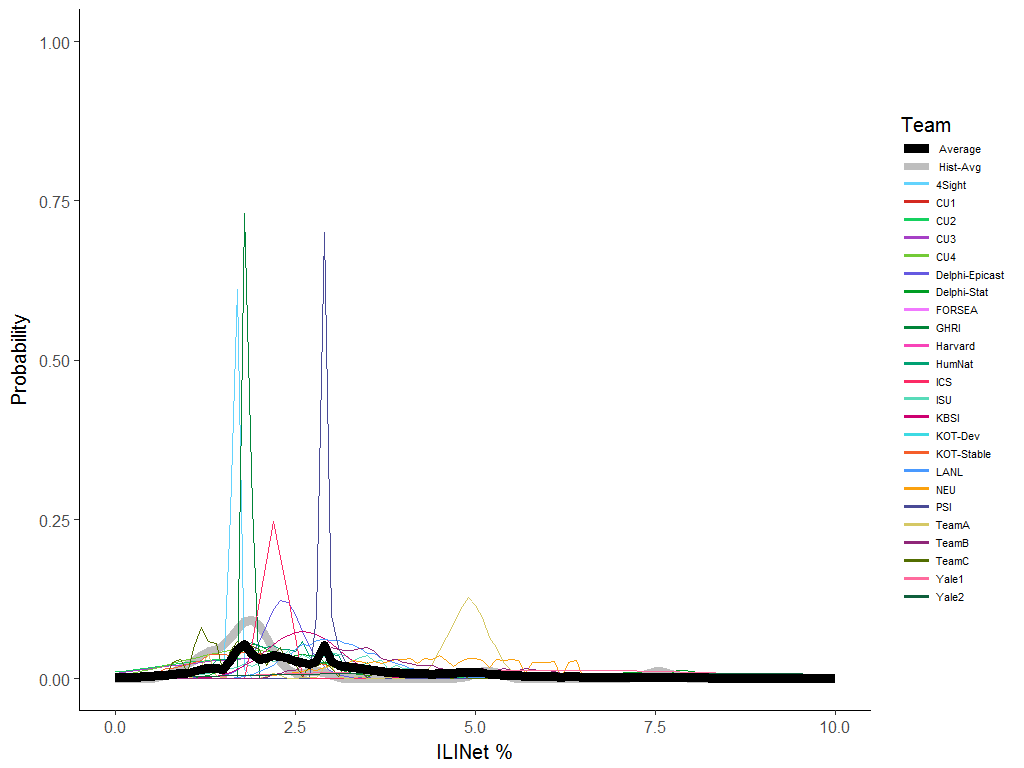 1.00
0.75
0.50
0.25
0.00
Probability
0.0
2.5
5.0
7.5
10.0
ILINet %
Team
Average
Hist-Avg
4Sight
CU1
CU2
CU3
CU4
Delphi-Epicast
Delphi-Stat
FORSEA
GHRI
Harvard
HumNat
ICS
ISU
KBSI
KOT-Dev
KOT-Stable
LANL
NEU
PSI
TeamA
TeamB
TeamC
Yale1
Yale2